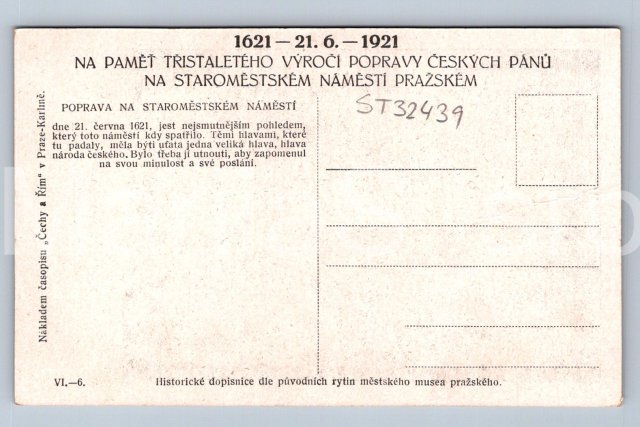 1621 — 21. 6. — 1921
NA PAMĚŤ TŘISTALETÉHO VÝROČÍ POPRAVY ČESKÝCH PÁNŮ
NA STAROMĚSTSKÉM NÁMĚSTÍ PRAŽSKÉM
POPRAVA NA STAROMĚSTSKÉM NÁMĚSTÍ
dne 21. června 1621, jest nejsmutnějším pohledem,
který toto náměstí kdy spatřilo. Těmi hlavami, které
tu padaly, měla býti uťata jedna veliká hlava, hlava
národa českého. Bylo třeba jí utnouti, aby zapomenul
na svou minulost a své poslání.
ST32439
Nákladem časopisu „Čechy a Řím" v Praze-Karlíně.
VI.—6.
Historické dopisnice dle původních rytin městského musea pražského.